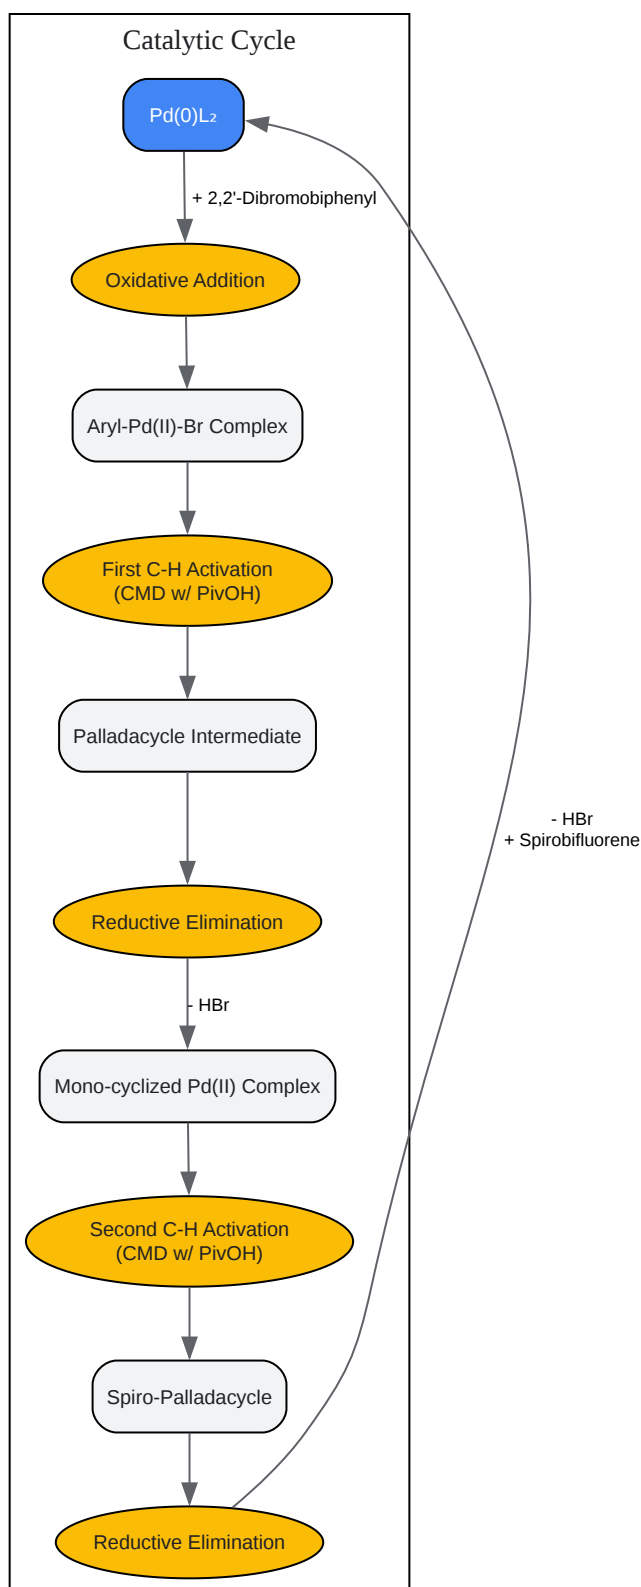 Catalytic Cycle
Pd(0)L₂
+ 2,2'-Dibromobiphenyl
Oxidative Addition
Aryl-Pd(II)-Br Complex
First C-H Activation
(CMD w/ PivOH)
Palladacycle Intermediate
- HBr
+ Spirobifluorene
Reductive Elimination
- HBr
Mono-cyclized Pd(II) Complex
Second C-H Activation
(CMD w/ PivOH)
Spiro-Palladacycle
Reductive Elimination